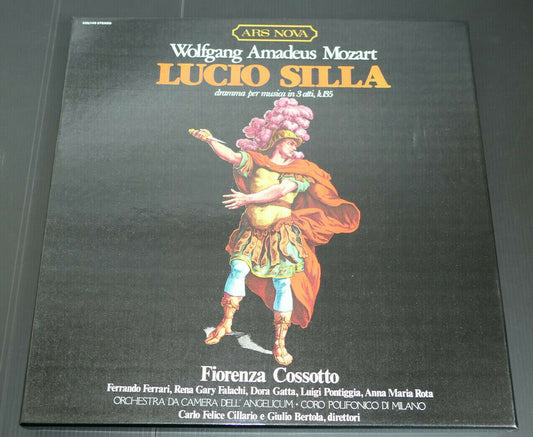 ARS NOVA
Wolfgang Amadeus Mozart
LUCIO SILLA
dramma per musica in 3 atti, k.135
Fiorenza Cossotto
Ferrando Ferrari, Rena Gary Falachi, Dora Gatta, Luigi Pontiggia, Anna Maria Rota
ORCHESTRA DA CAMERA DELL' ANGELICUM · CORO POLIFONICO DI MILANO
Carlo Felice Cillario e Giulio Bertola, direttori